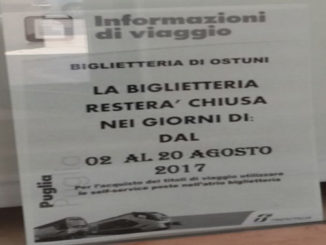 Informazioni
di viaggio
BIGLIETTERIA DI OSTUNI
LA BIGLIETTERIA
RESTERA' CHIUSA
NEI GIORNI DI:
DAL
02 AL 20 AGOSTO
2017
Per l'acquisto dei titoli di viaggio utilizzare
le self-service poste nell'atrio biglietteria
Puglia
TRENITALIA